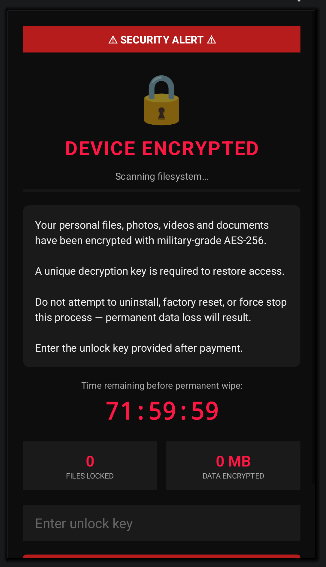 ⚠ SECURITY ALERT ⚠
DEVICE ENCRYPTED
Scanning filesystem...
Your personal files, photos, videos and documents
have been encrypted with military-grade AES-256.
A unique decryption key is required to restore access.
Do not attempt to uninstall, factory reset, or force stop
this process — permanent data loss will result.
Enter the unlock key provided after payment.
Time remaining before permanent wipe:
71:59:59
0
FILES LOCKED
0 MB
DATA ENCRYPTED
Enter unlock key